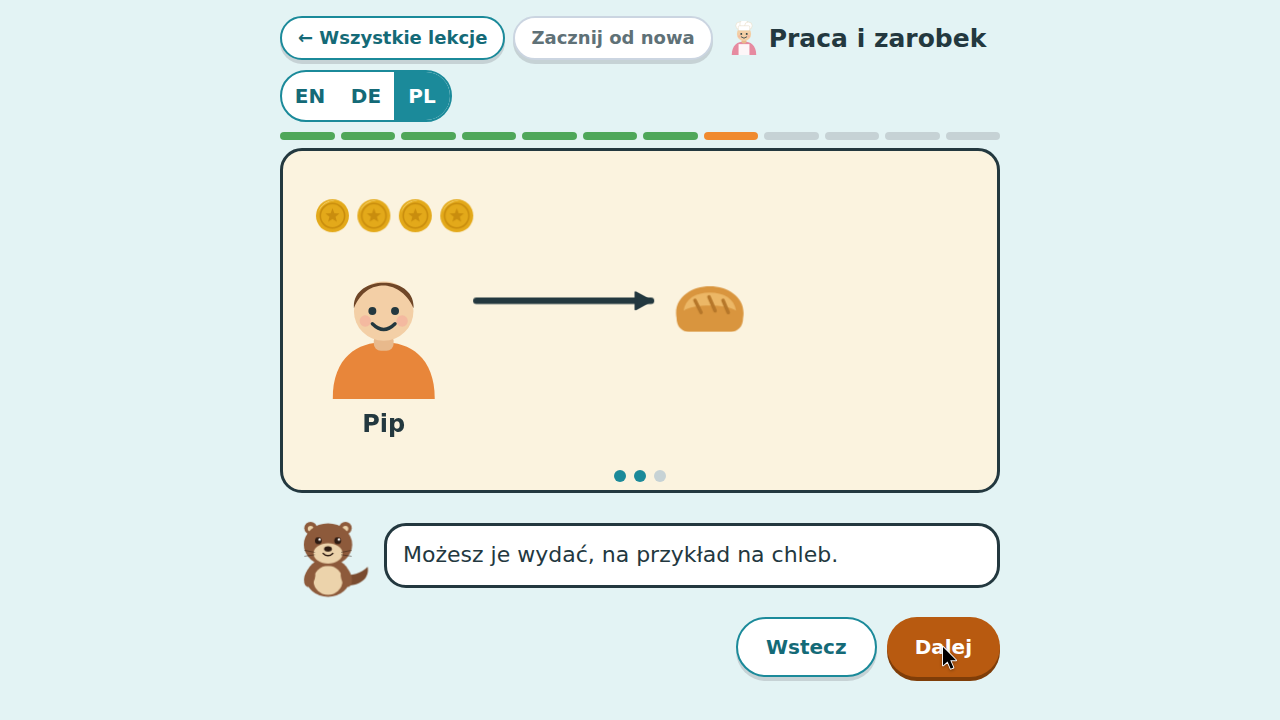 ← Wszystkie lekcje
Zacznij od nowa
Praca i zarobek
EN DE PL
Pip
Możesz je wydać, na przykład na chleb.
Wstecz
Dalej